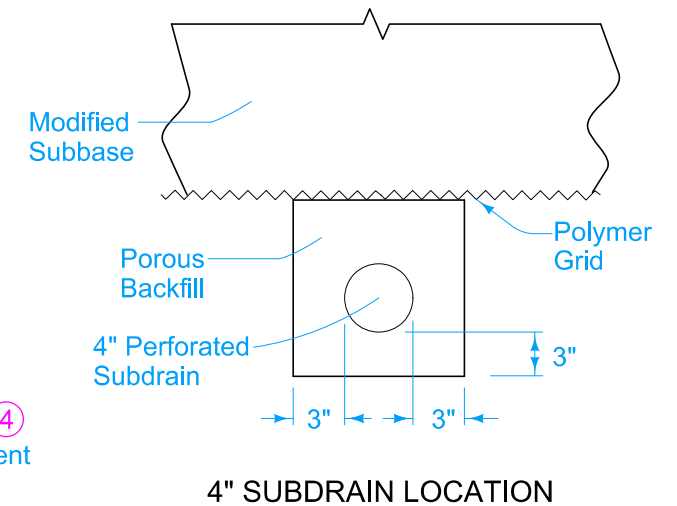 Modified
Subbase
Polymer
Grid
Porous
Backfill
4" Perforated
Subdrain
3"
3"
3"
4
ent
4" SUBDRAIN LOCATION